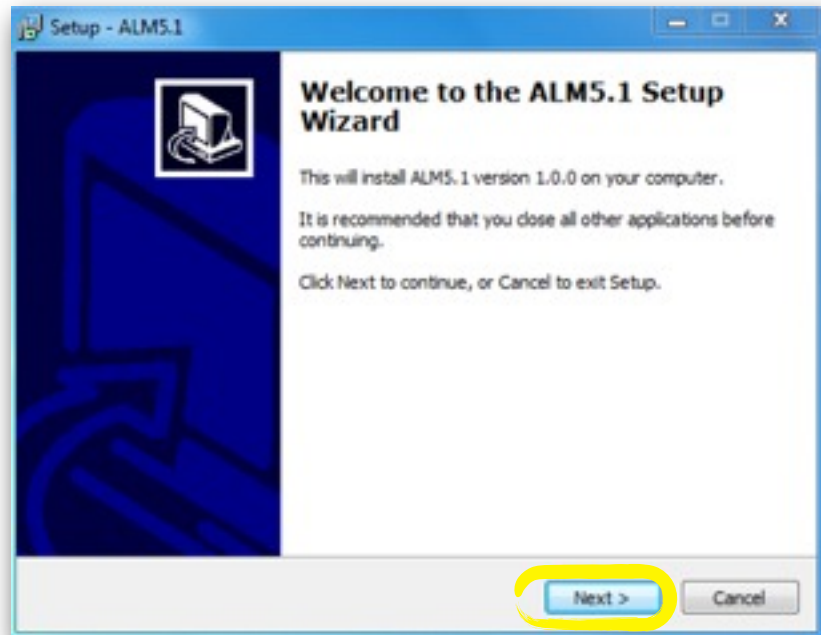 Setup - ALM5.1
Welcome to the ALM5.1 Setup
Wizard
This will install ALM5.1 version 1.0.0 on your computer.
It is recommended that you close all other applications before
continuing.
Click Next to continue, or Cancel to exit Setup.
Next >
Cancel